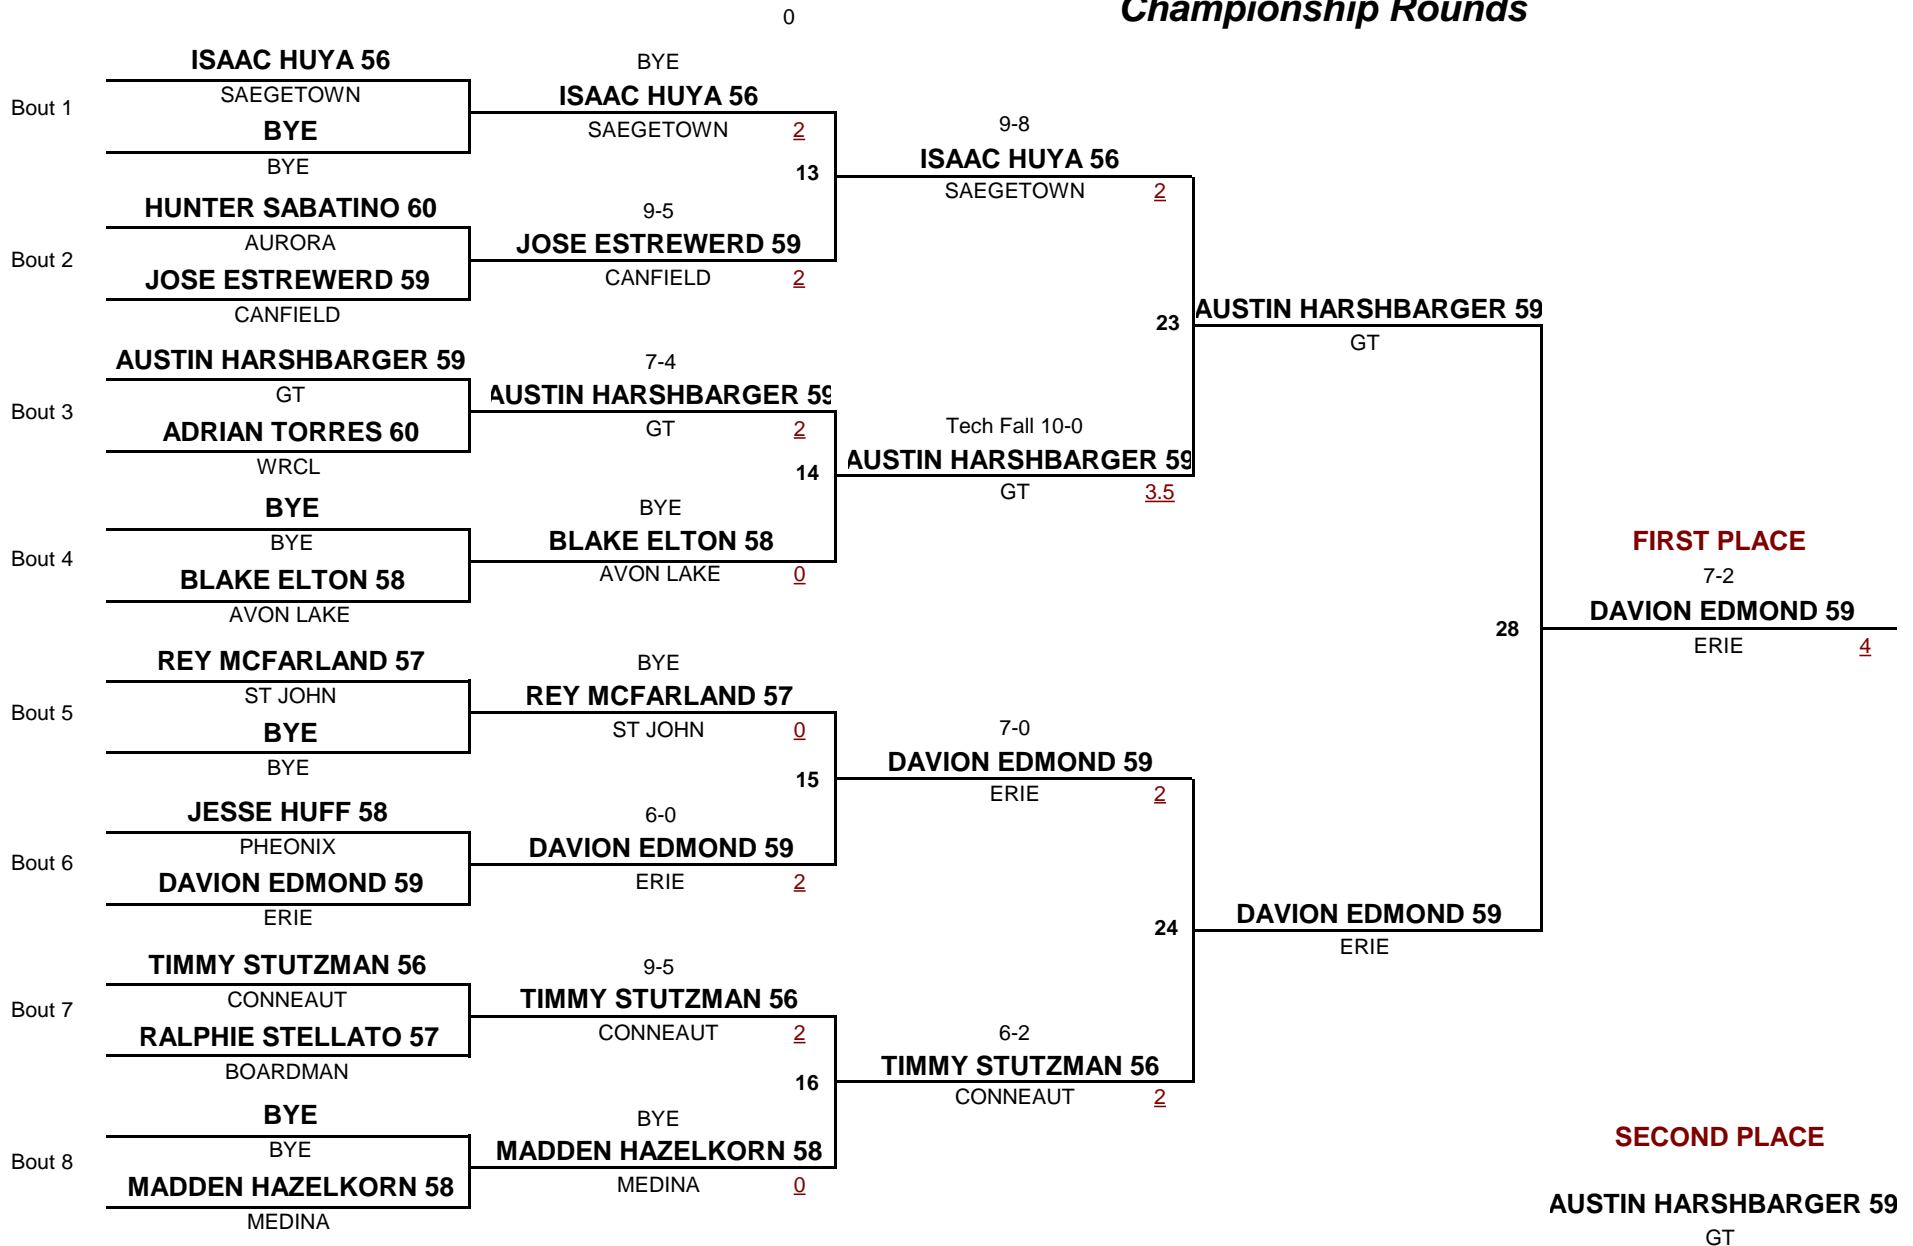 0
Championship Rounds
ISAAC HUYA 56
SAEGETOWN
Bout 1
BYE
BYE
HUNTER SABATINO 60
AURORA
Bout 2
JOSE ESTREWERD 59
CANFIELD
AUSTIN HARSHBARGER 59
GT
Bout 3
ADRIAN TORRES 60
WRCL
BYE
BYE
Bout 4
BLAKE ELTON 58
AVON LAKE
REY MCFARLAND 57
ST JOHN
Bout 5
BYE
BYE
JESSE HUFF 58
PHEONIX
Bout 6
DAVION EDMOND 59
ERIE
TIMMY STUTZMAN 56
CONNEAUT
Bout 7
RALPHIE STELLATO 57
BOARDMAN
BYE
BYE
Bout 8
MADDEN HAZELKORN 58
MEDINA
BYE
ISAAC HUYA 56
SAEGETOWN 2
13
9-5
JOSE ESTREWERD 59
CANFIELD 2
7-4
AUSTIN HARSHBARGER 59
GT 2
14
BYE
BLAKE ELTON 58
AVON LAKE 0
BYE
REY MCFARLAND 57
ST JOHN 0
15
6-0
DAVION EDMOND 59
ERIE 2
9-5
TIMMY STUTZMAN 56
CONNEAUT 2
16
BYE
MADDEN HAZELKORN 58
MEDINA 0
9-8
ISAAC HUYA 56
SAEGETOWN 2
23
Tech Fall 10-0
AUSTIN HARSHBARGER 59
GT 3.5
7-0
DAVION EDMOND 59
ERIE 2
24
6-2
TIMMY STUTZMAN 56
CONNEAUT 2
AUSTIN HARSHBARGER 59
GT
28
DAVION EDMOND 59
ERIE
FIRST PLACE
7-2
DAVION EDMOND 59
ERIE 4
SECOND PLACE
AUSTIN HARSHBARGER 59
GT